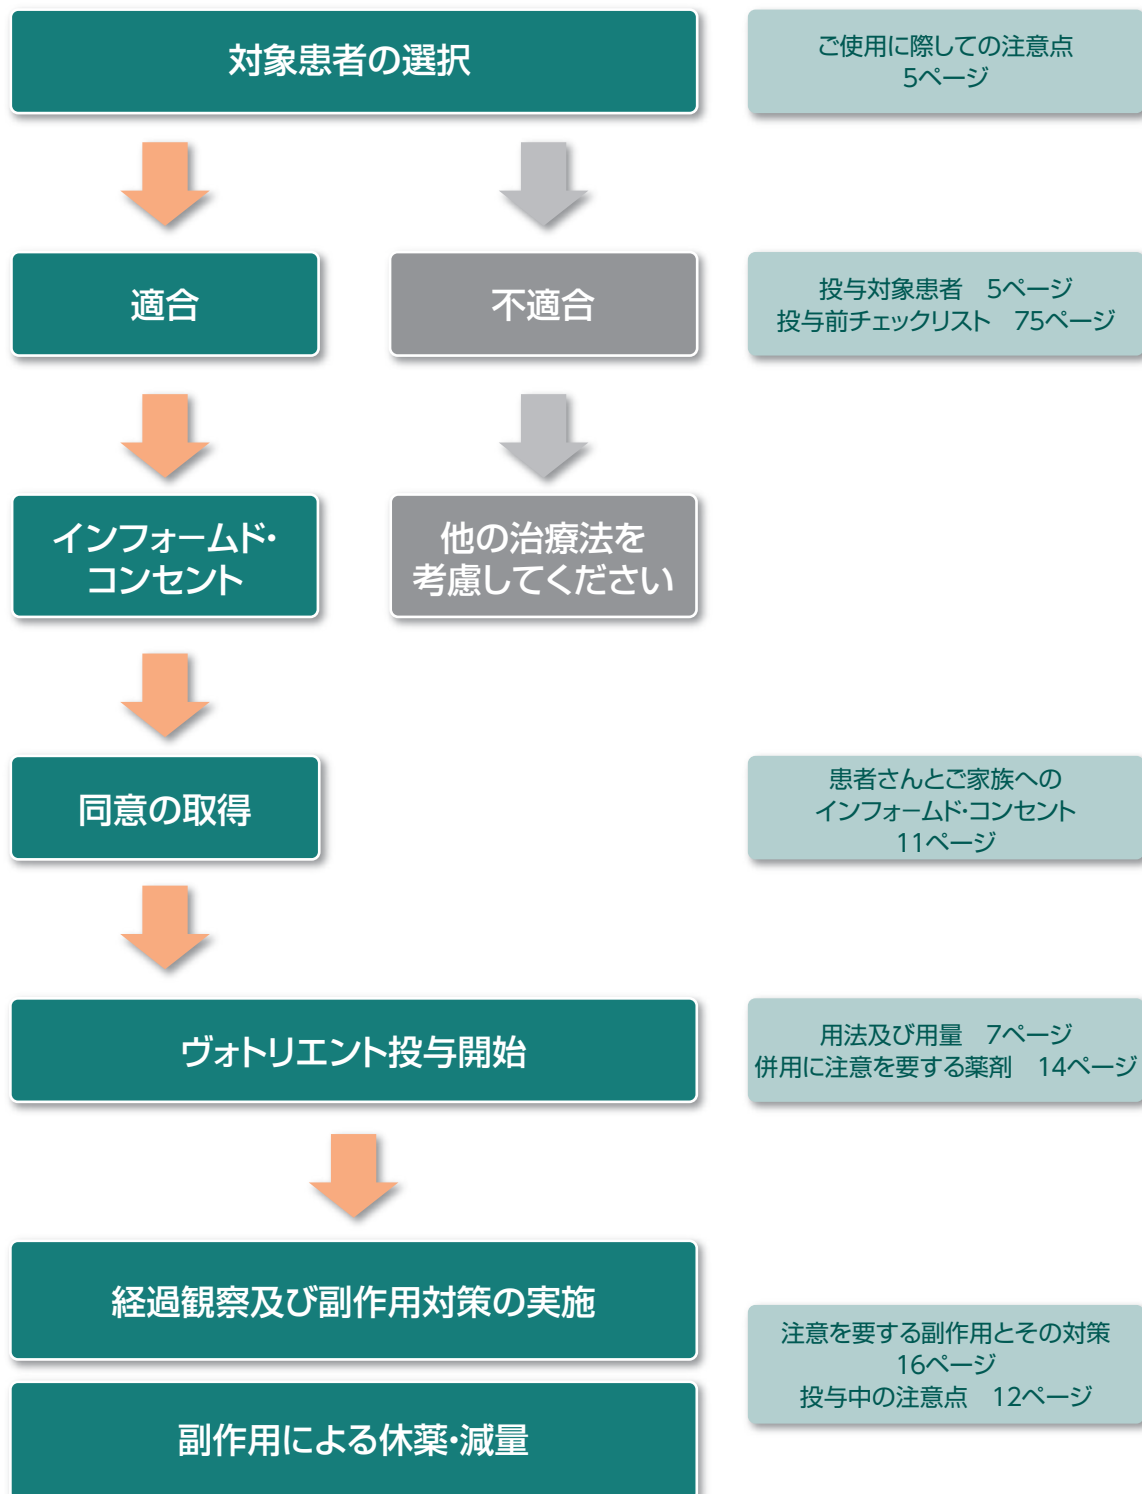 対象患者の選択
ご使用に際しての注意点
5ページ
適合
不適合
投与対象患者　5ページ
投与前チェックリスト　75ページ
インフォームド・
コンセント
他の治療法を
考慮してください
同意の取得
患者さんとご家族への
インフォームド・コンセント
11ページ
ヴォトリエント投与開始
用法及び用量　7ページ
併用に注意を要する薬剤　14ページ
経過観察及び副作用対策の実施
注意を要する副作用とその対策
16ページ
投与中の注意点　12ページ
副作用による休薬・減量